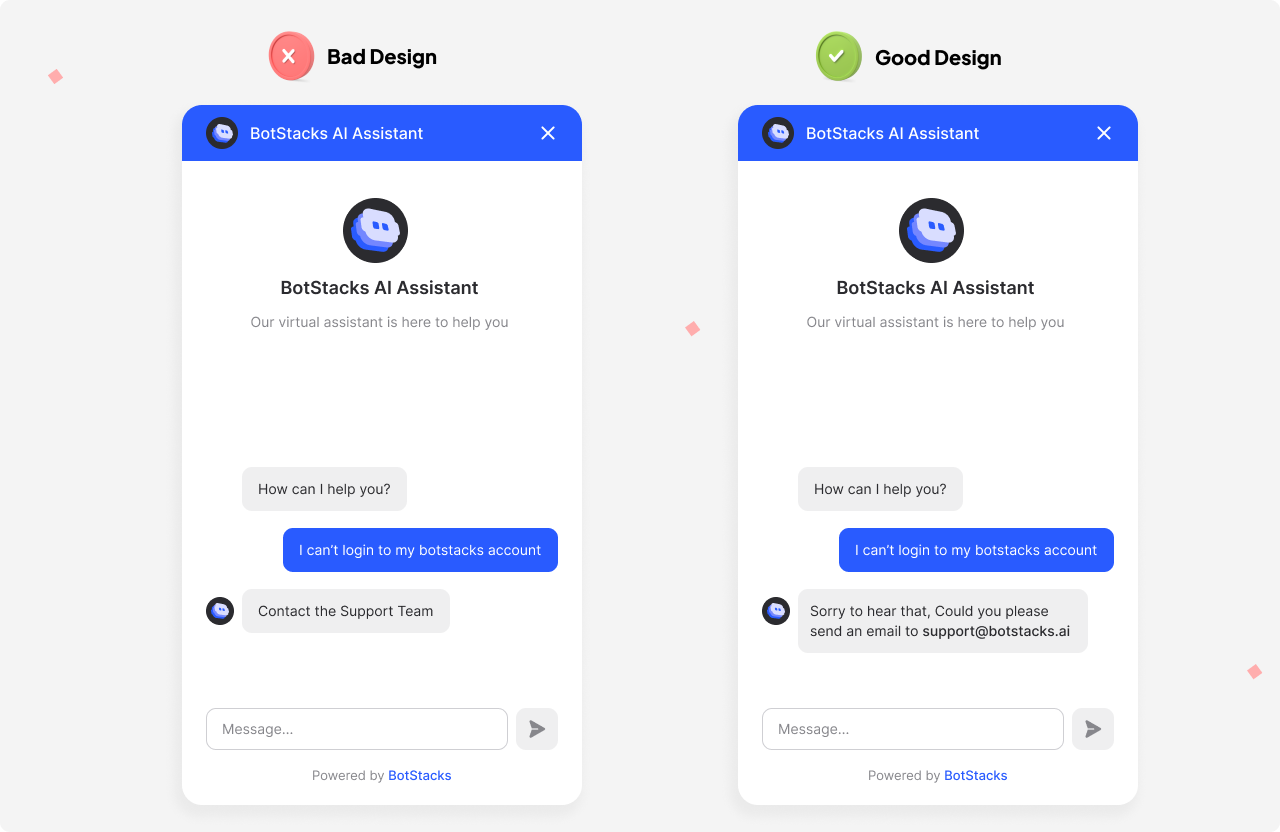 Bad Design
BotStacks AI Assistant
BotStacks AI Assistant
Our virtual assistant is here to help you
How can I help you?
I can’t login to my botstacks account
Contact the Support Team
Message...
Powered by BotStacks
Good Design
BotStacks AI Assistant
BotStacks AI Assistant
Our virtual assistant is here to help you
How can I help you?
I can’t login to my botstacks account
Sorry to hear that, Could you please
send an email to support@botstacks.ai
Message...
Powered by BotStacks